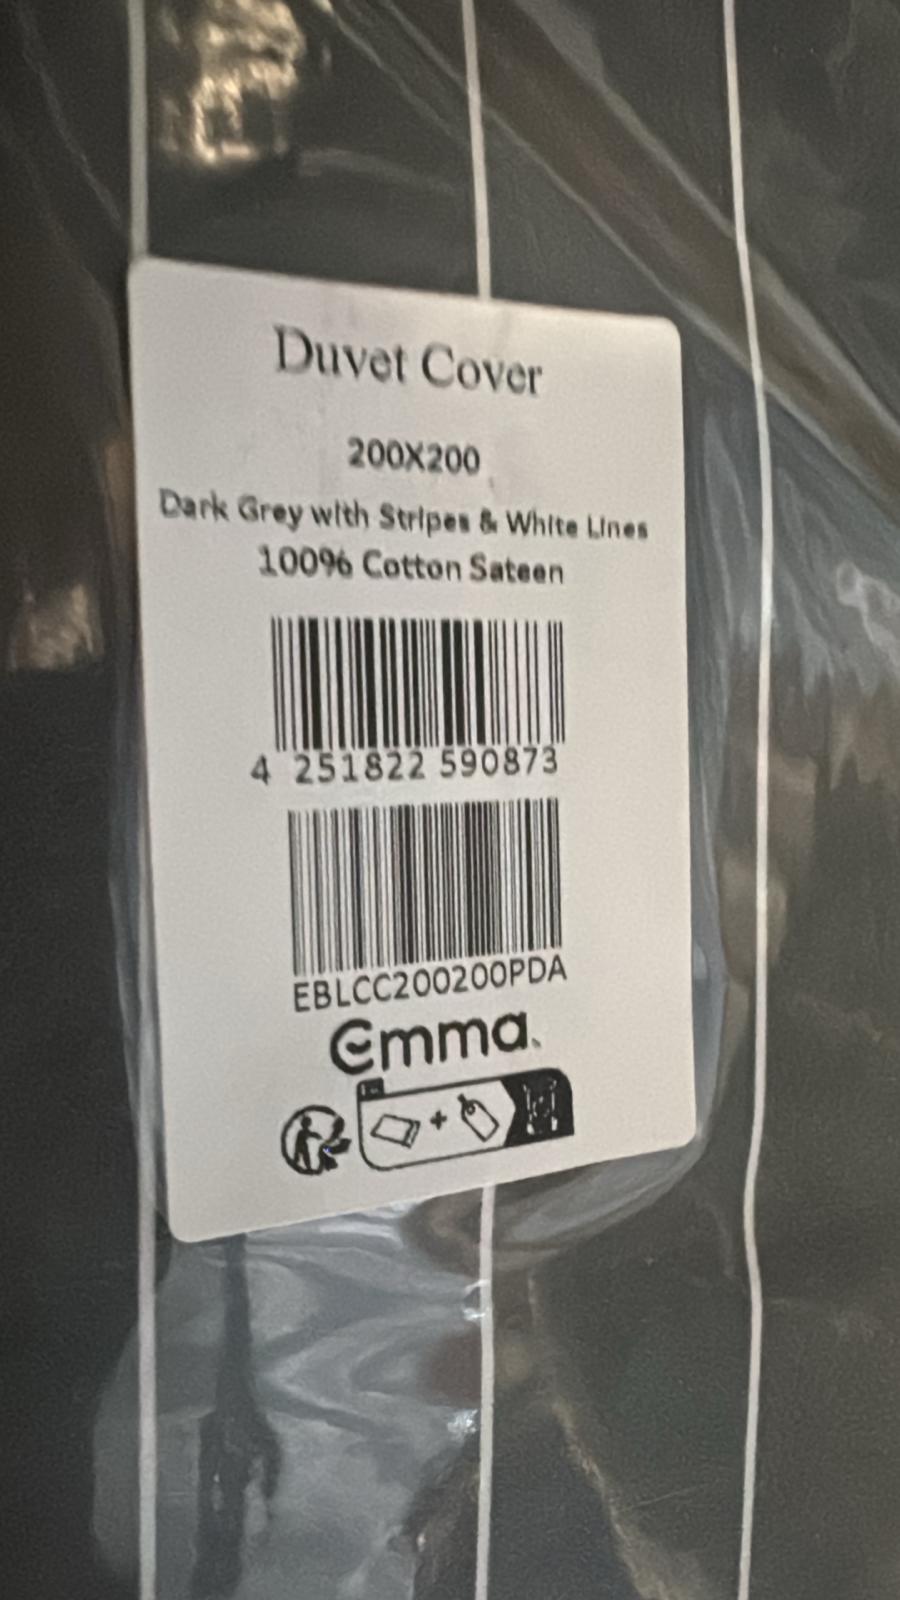 Duvet Cover
200X200
Dark Grey with Stripes & White Lines
100% Cotton Sateen
4 251822 590873
EBLCC200200PDA
emma
+